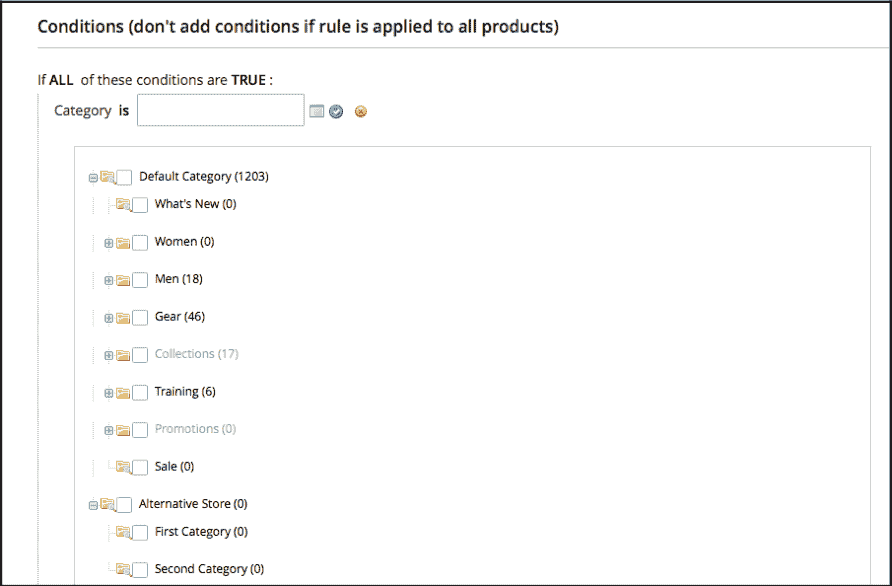 Conditions (don't add conditions if rule is applied to all products)
If ALL of these conditions are TRUE :
Category is
Default Category (1203)
What's New (0)
Women (0)
Men (18)
Gear (46)
Collections (17)
Training (6)
Promotions (0)
Sale (0)
Alternative Store (0)
First Category (0)
Second Category (0)